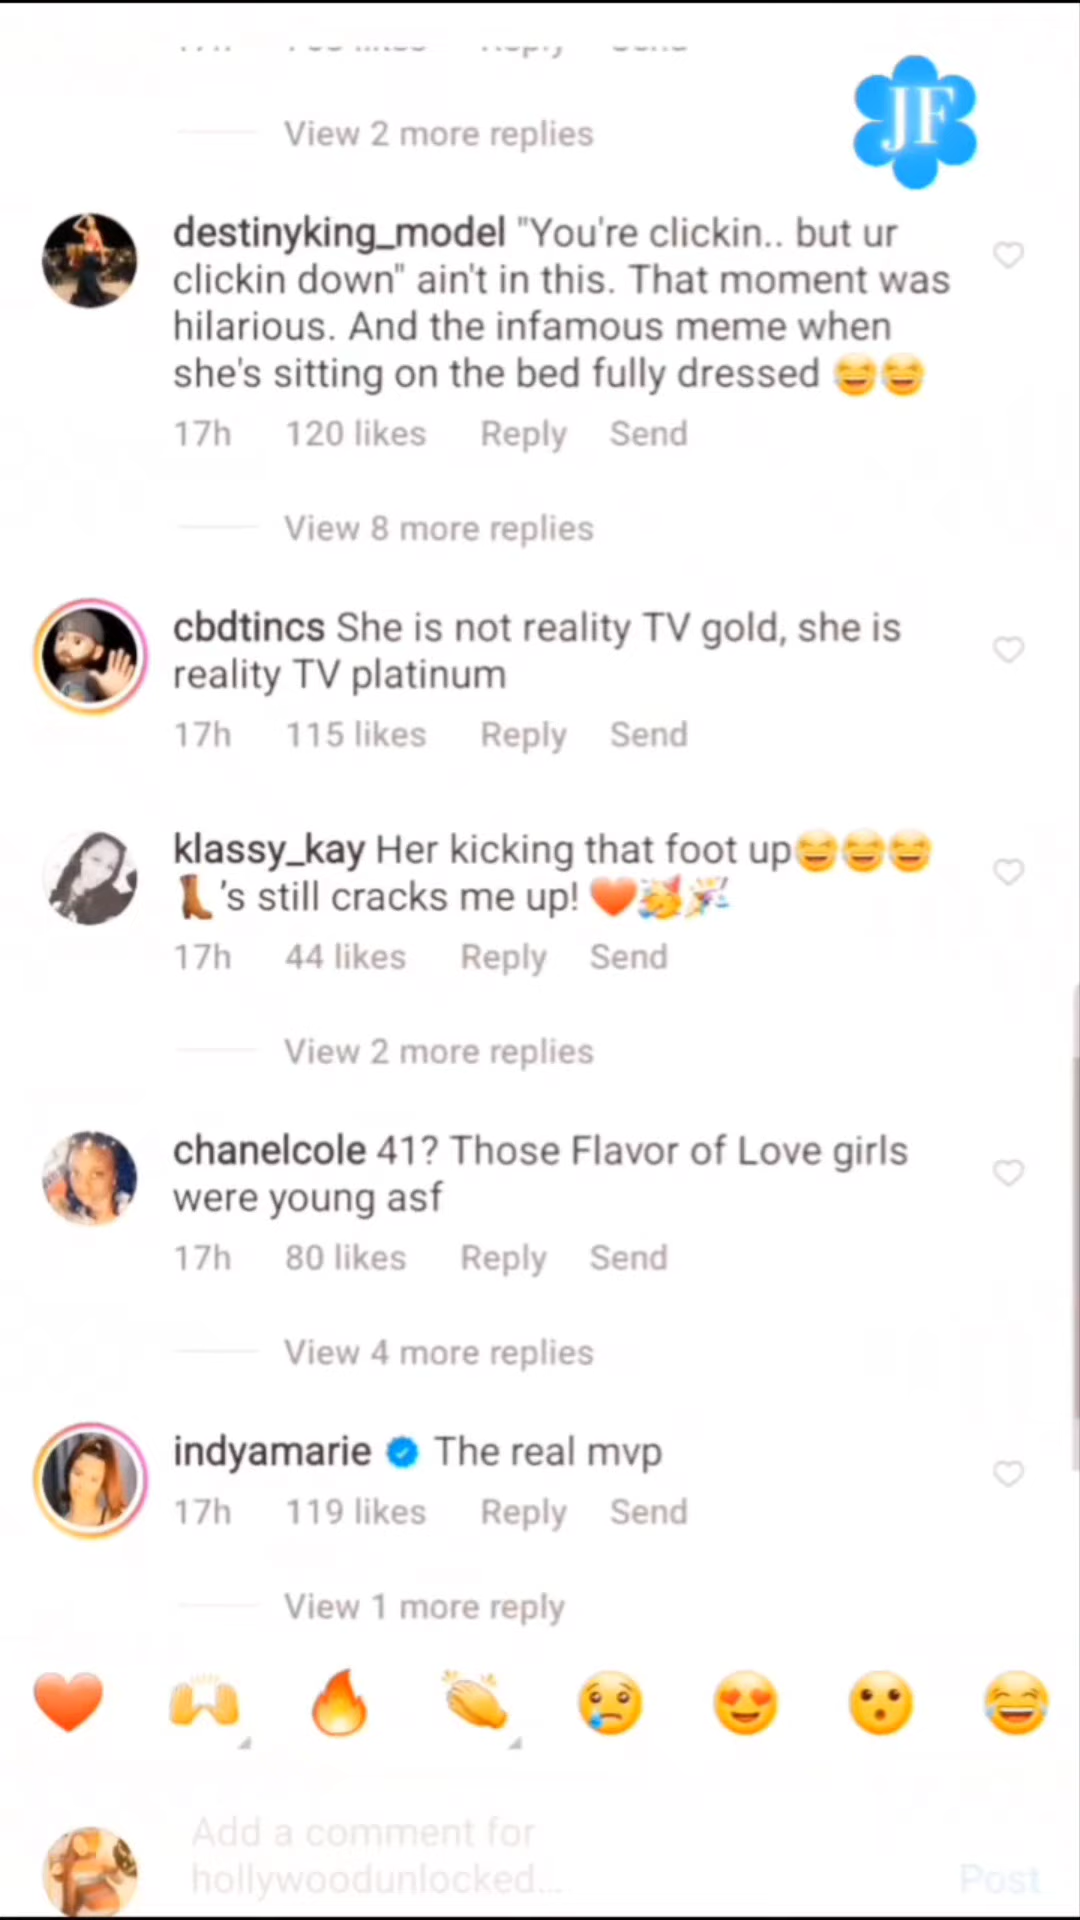 View 2 more replies
JF
destinyking_model "You're clickin.. but ur
clickin down" ain't in this. That moment was
hilarious. And the infamous meme when
she's sitting on the bed fully dressed 😆😆
17h 120 likes Reply Send
View 8 more replies
cbdtincs She is not reality TV gold, she is
reality TV platinum
17h 115 likes Reply Send
klassy_kay Her kicking that foot up😆😆😆
👢's still cracks me up! ❤️🥳🎉
17h 44 likes Reply Send
View 2 more replies
chanelcole 41? Those Flavor of Love girls
were young asf
17h 80 likes Reply Send
View 4 more replies
indyamarie The real mvp
17h 119 likes Reply Send
View 1 more reply
Add a comment for
hollywoodunlocked...
Post